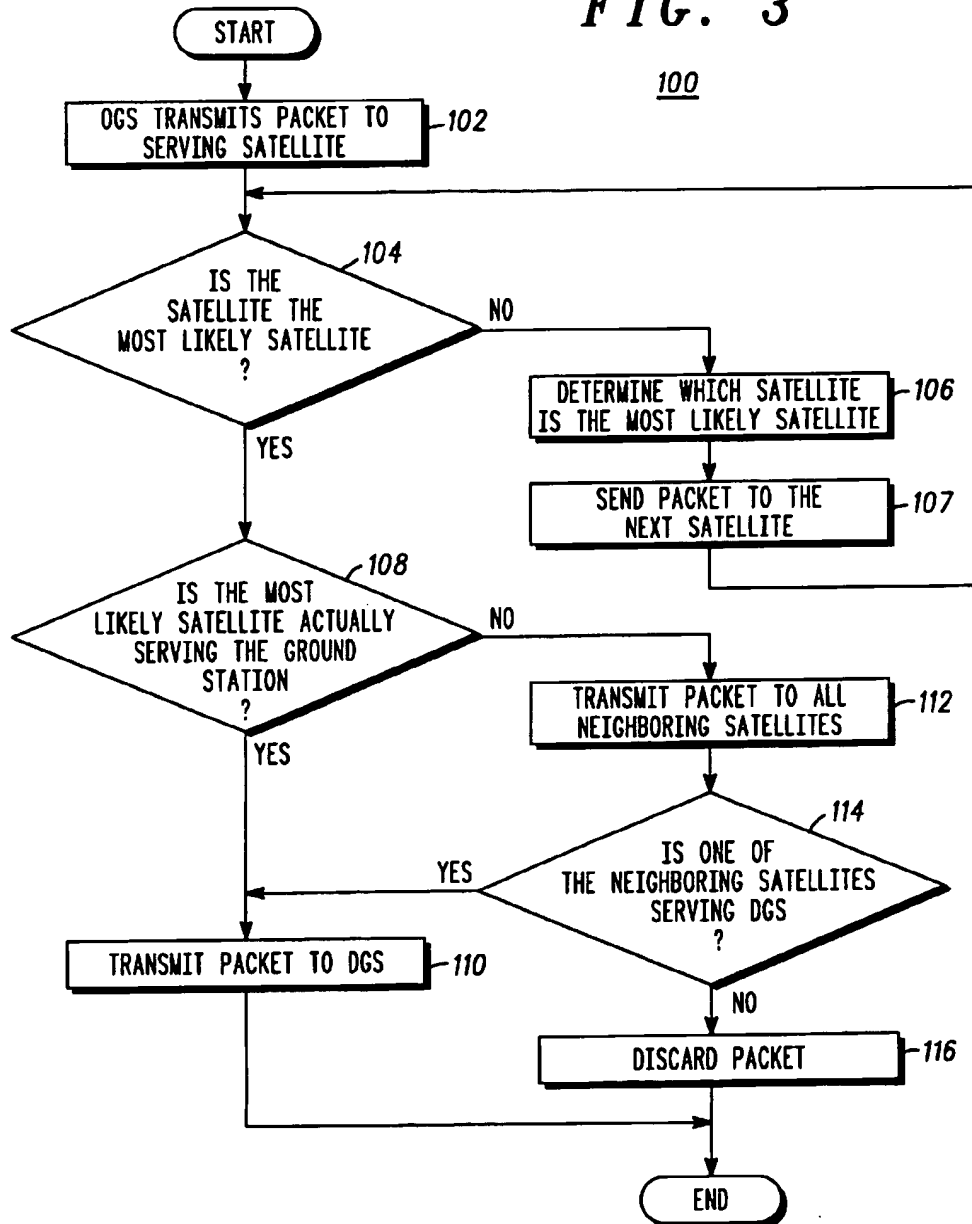 FIG. 3
100
START
OGS TRANSMITS PACKET TO
SERVING SATELLITE
102
104
IS THE
SATELLITE THE
MOST LIKELY SATELLITE
?
NO
YES
DETERMINE WHICH SATELLITE
IS THE MOST LIKELY SATELLITE
106
SEND PACKET TO THE
NEXT SATELLITE
107
108
IS THE MOST
LIKELY SATELLITE ACTUALLY
SERVING THE GROUND
STATION
?
NO
YES
TRANSMIT PACKET TO ALL
NEIGHBORING SATELLITES
112
114
IS ONE OF
THE NEIGHBORING SATELLITES
SERVING DGS
?
YES
NO
TRANSMIT PACKET TO DGS
110
DISCARD PACKET
116
END